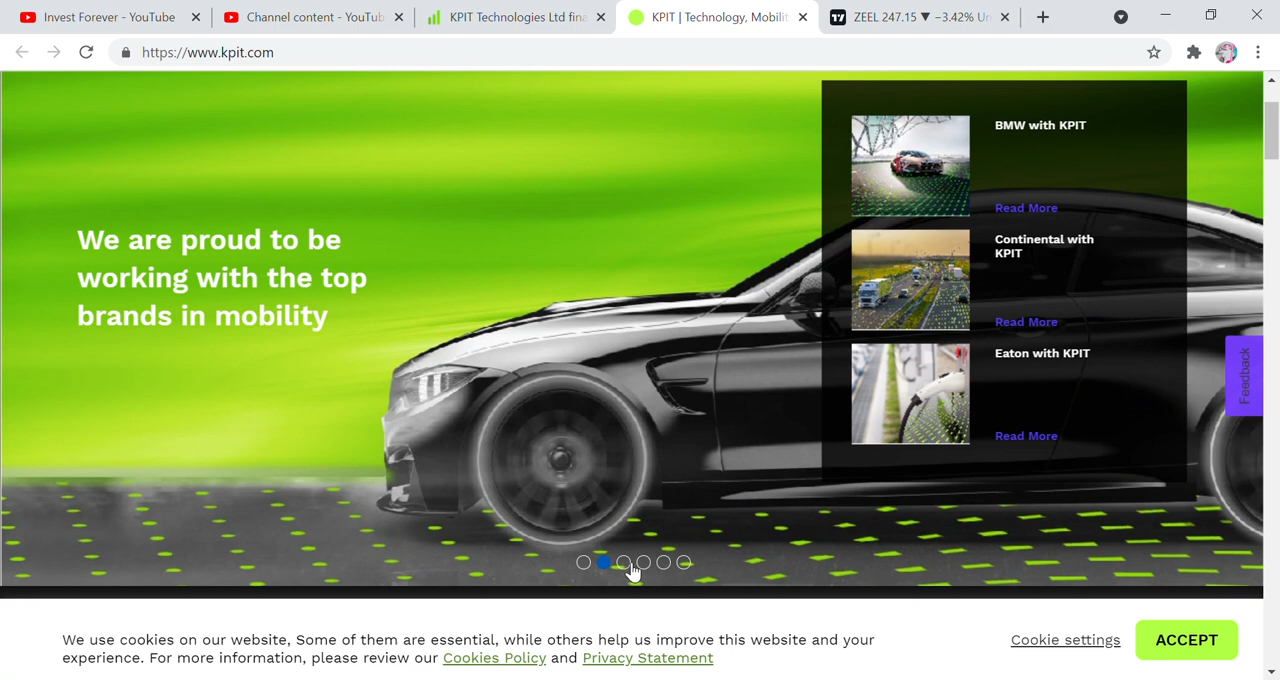 Invest Forever - YouTube
Channel content - YouTub
KPIT Technologies Ltd fina
KPIT | Technology, Mobilit
ZEEL 247.15 ▼ −3.42% Un
https://www.kpit.com
We are proud to be
working with the top
brands in mobility
BMW with KPIT
Read More
Continental with
KPIT
Read More
Eaton with KPIT
Read More
Feedback
We use cookies on our website, Some of them are essential, while others help us improve this website and your
experience. For more information, please review our Cookies Policy and Privacy Statement
Cookie settings
ACCEPT